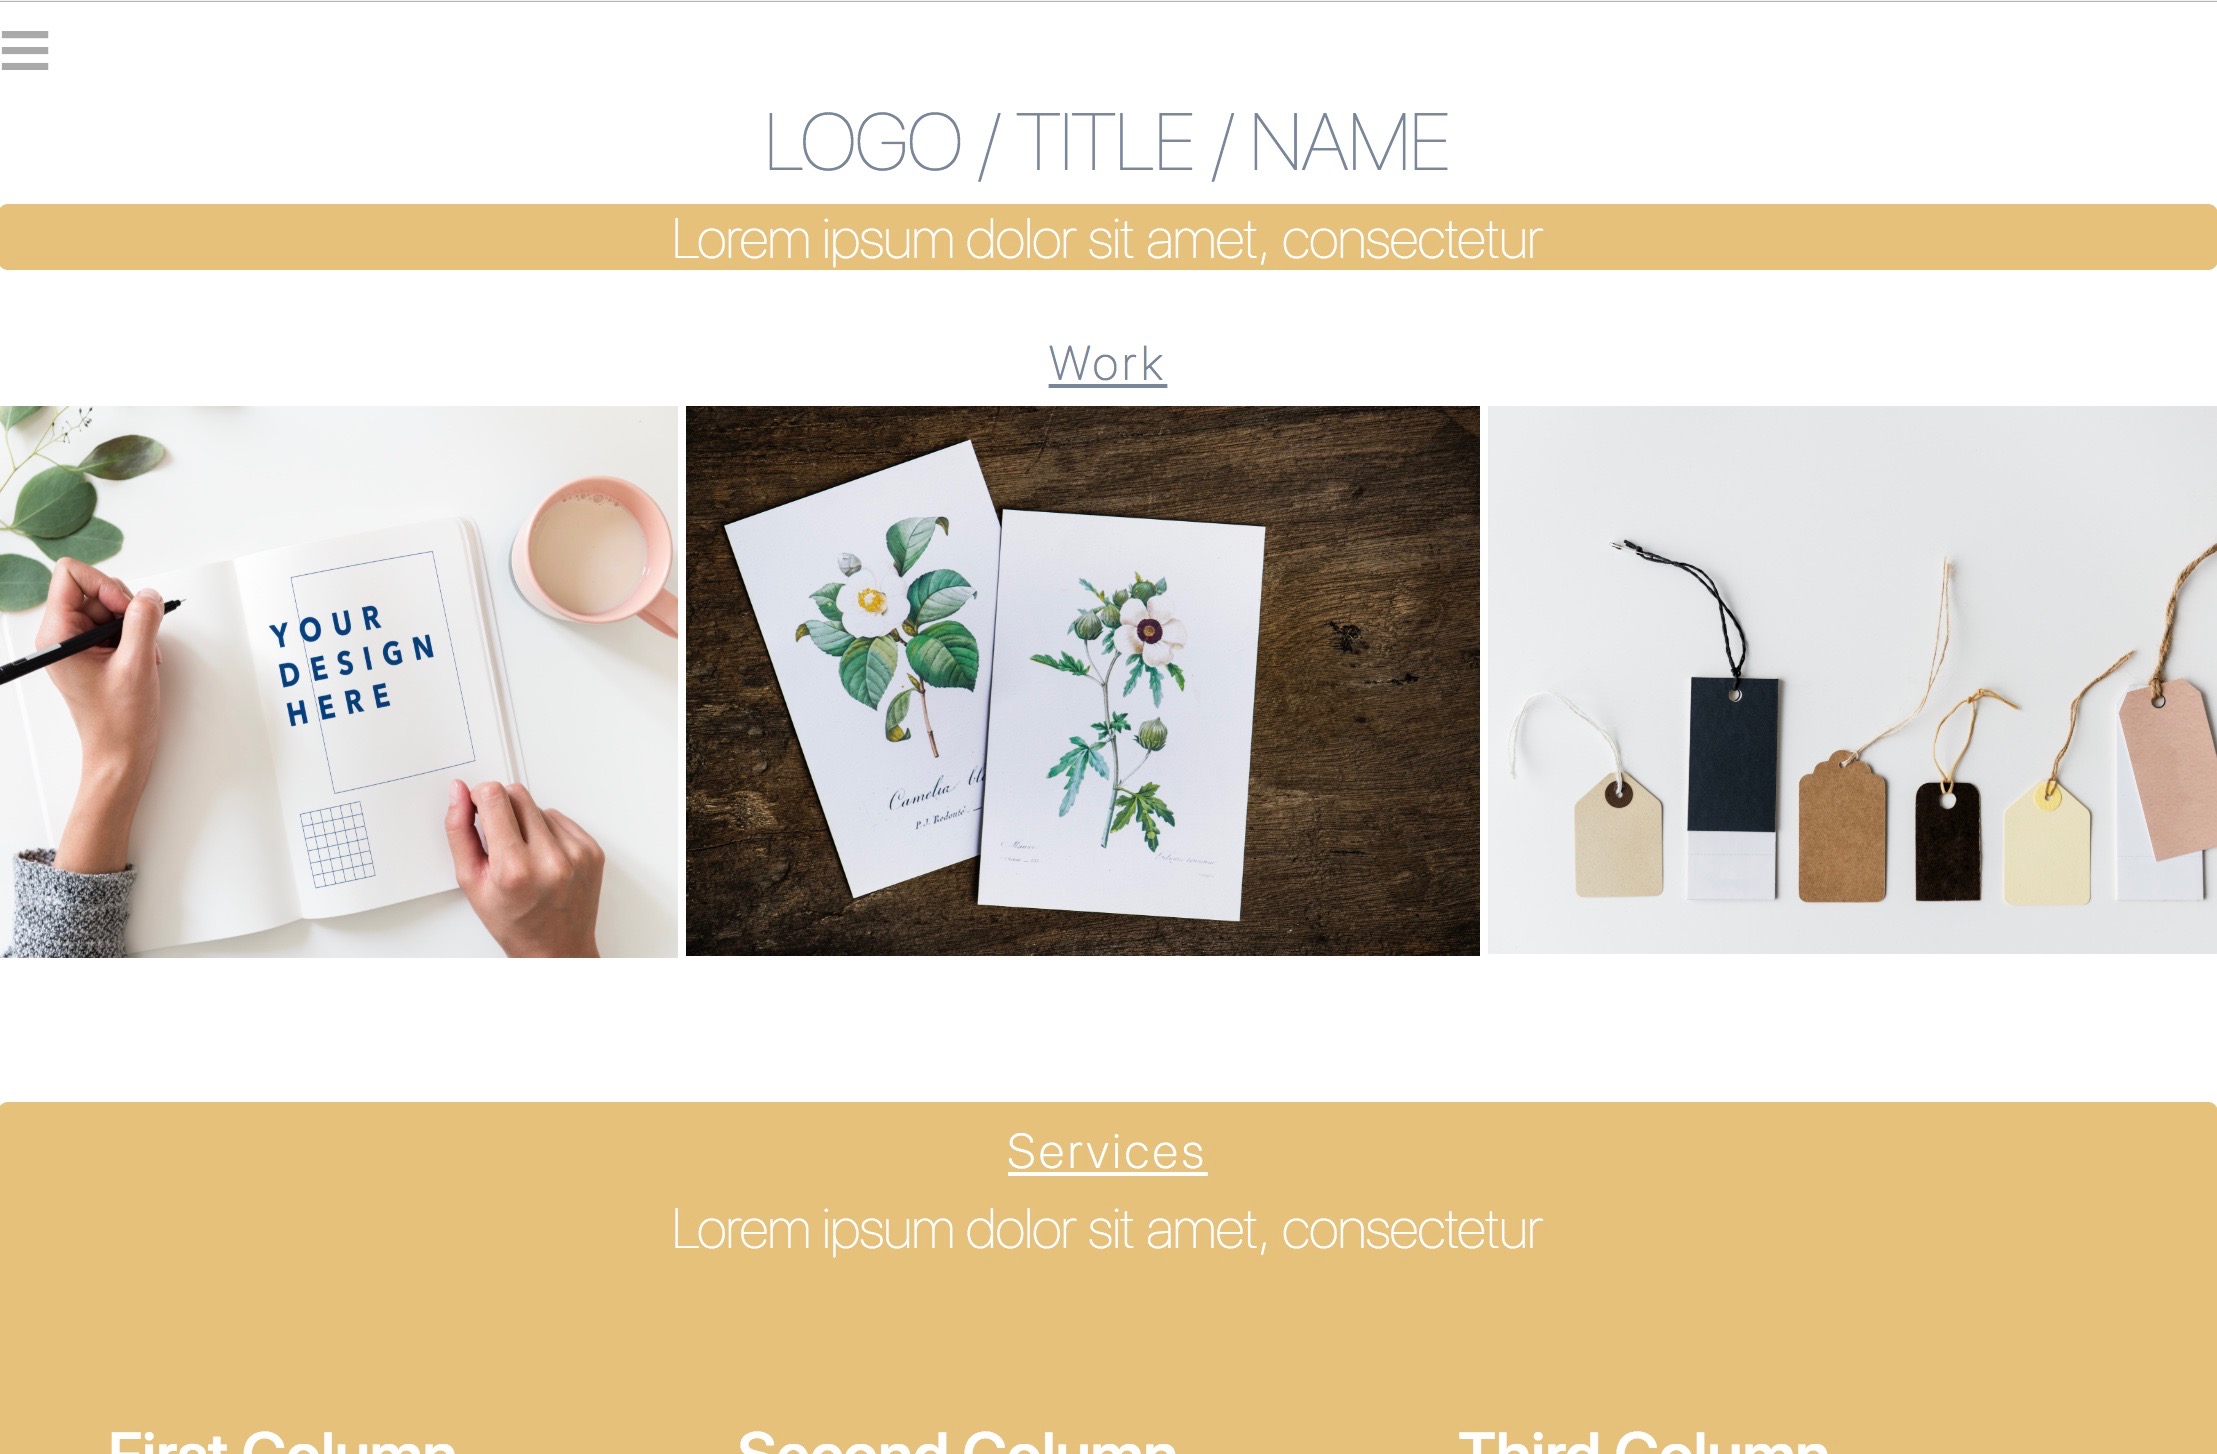 LOGO / TITLE / NAME
Lorem ipsum dolor sit amet, consectetur
Work
YOUR
DESIGN
HERE
Camelia
P. J. Redouté.
Services
Lorem ipsum dolor sit amet, consectetur
First Column
Second Column
Third Column